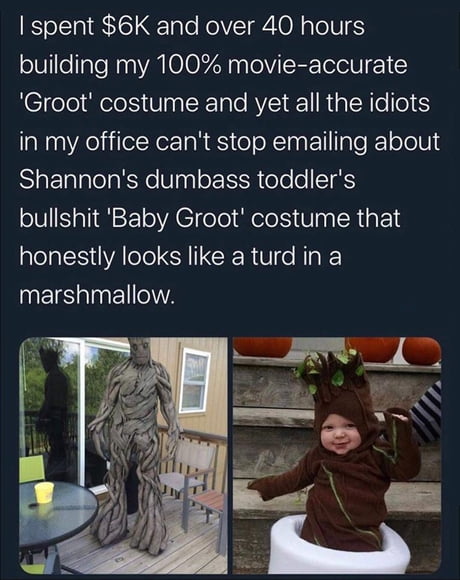 I spent $6K and over 40 hours
building my 100% movie-accurate
'Groot' costume and yet all the idiots
in my office can't stop emailing about
Shannon's dumbass toddler's
bullshit 'Baby Groot' costume that
honestly looks like a turd in a
marshmallow.